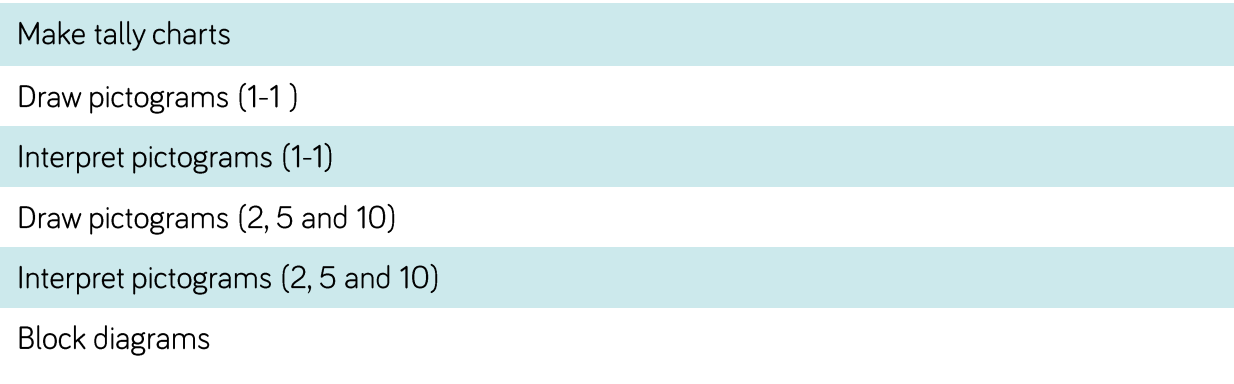 Make tally charts
Draw pictograms (1-1 )
Interpret pictograms (1-1)
Draw pictograms (2, 5 and 10)
Interpret pictograms (2, 5 and 10)
Block diagrams